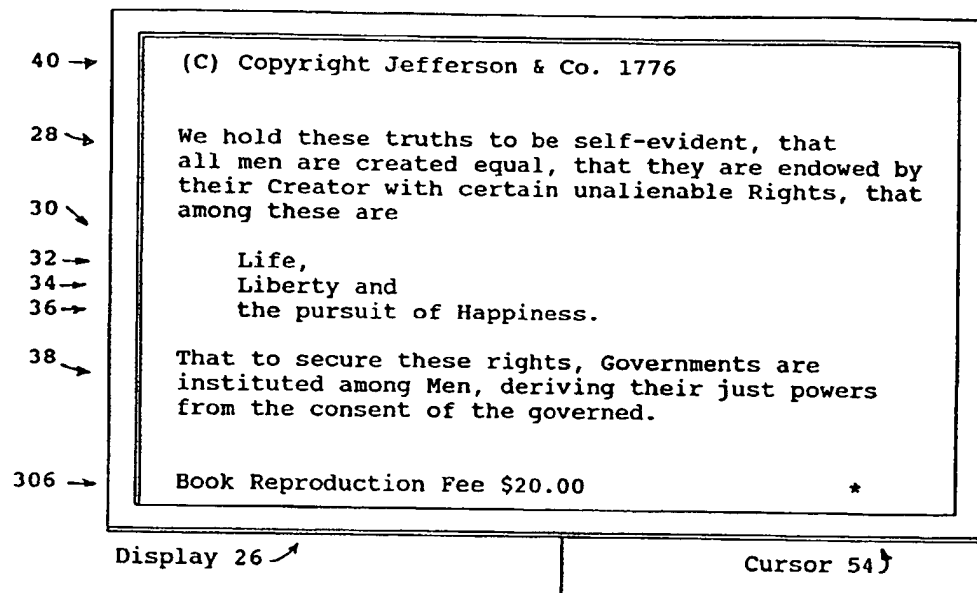 40 (C) Copyright Jefferson & Co. 1776
28 We hold these truths to be self-evident, that
all men are created equal, that they are endowed by
their Creator with certain unalienable Rights, that
30 among these are
32 Life,
34 Liberty and
36 the pursuit of Happiness.
38 That to secure these rights, Governments are
instituted among Men, deriving their just powers
from the consent of the governed.
306 Book Reproduction Fee $20.00 *
Display 26 Cursor 54